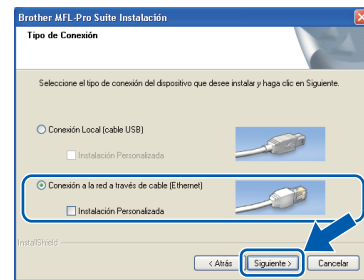 Brother MFL-Pro Suite Instalación
Tipo de Conexión
Seleccione el tipo de conexión del dispositivo que desee instalar y haga clic en Siguiente.
Conexión Local (cable USB)
Instalación Personalizada
Conexión a la red a través de cable (Ethernet)
Instalación Personalizada
InstallShield
< Atrás Siguiente > Cancelar